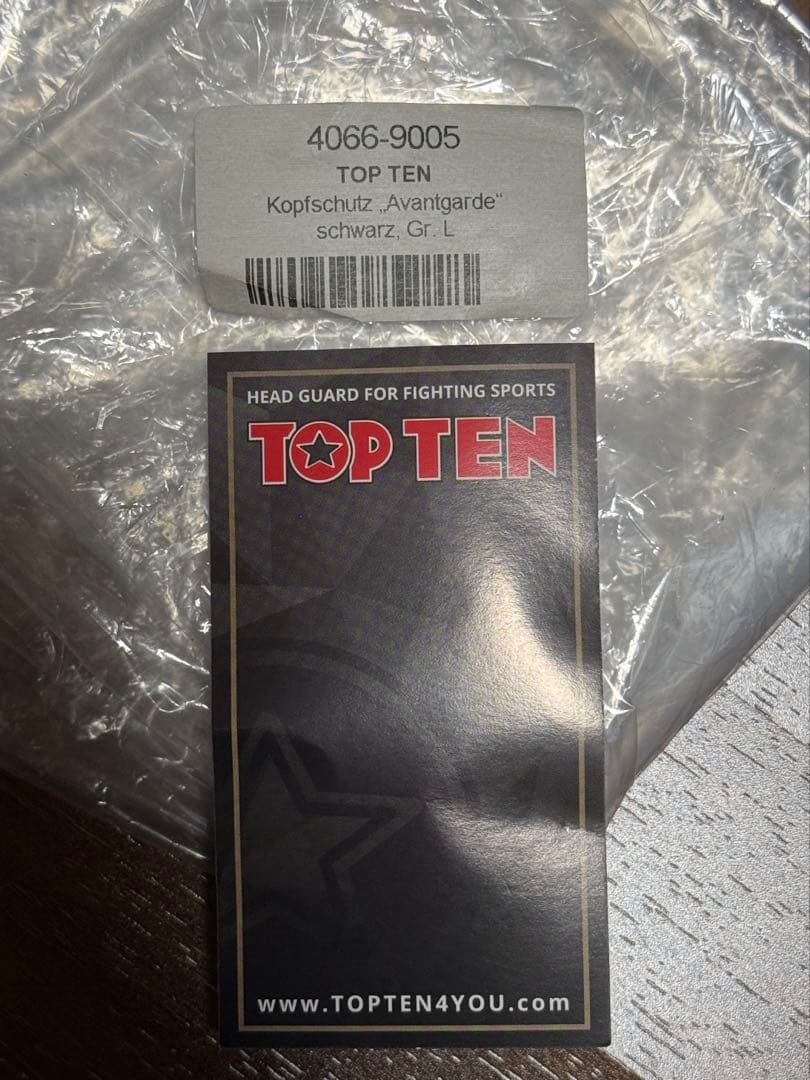 4066-9005
TOP TEN
Kopfschutz „Avantgarde“
schwarz, Gr. L
HEAD GUARD FOR FIGHTING SPORTS
TOP TEN
www.TOPTEN4YOU.com